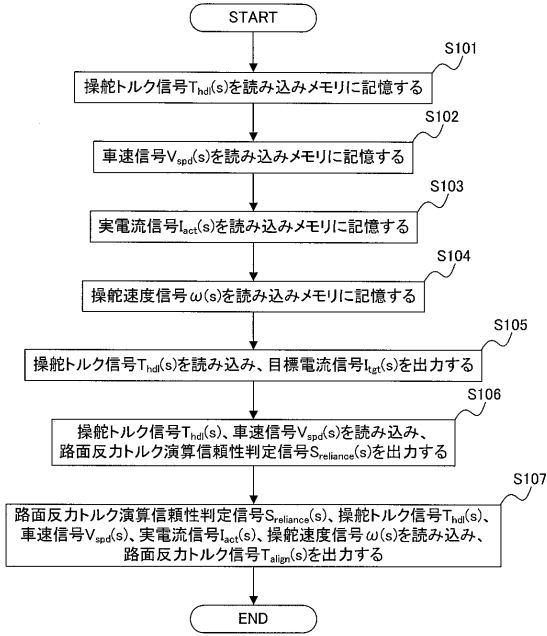 START
S101
操舵トルク信号Thdl(s)を読み込みメモリに記憶する
S102
車速信号Vspd(s)を読み込みメモリに記憶する
S103
実電流信号Iact(s)を読み込みメモリに記憶する
S104
操舵速度信号ω(s)を読み込みメモリに記憶する
S105
操舵トルク信号Thdl(s)を読み込み、目標電流信号Itgt(s)を出力する
S106
操舵トルク信号Thdl(s)、車速信号Vspd(s)を読み込み、
路面反力トルク演算信頼性判定信号Sreliance(s)を出力する
S107
路面反力トルク演算信頼性判定信号Sreliance(s)、操舵トルク信号Thdl(s)、
車速信号Vspd(s)、実電流信号Iact(s)、操舵速度信号ω(s)を読み込み、
路面反力トルク信号Talign(s)を出力する
END